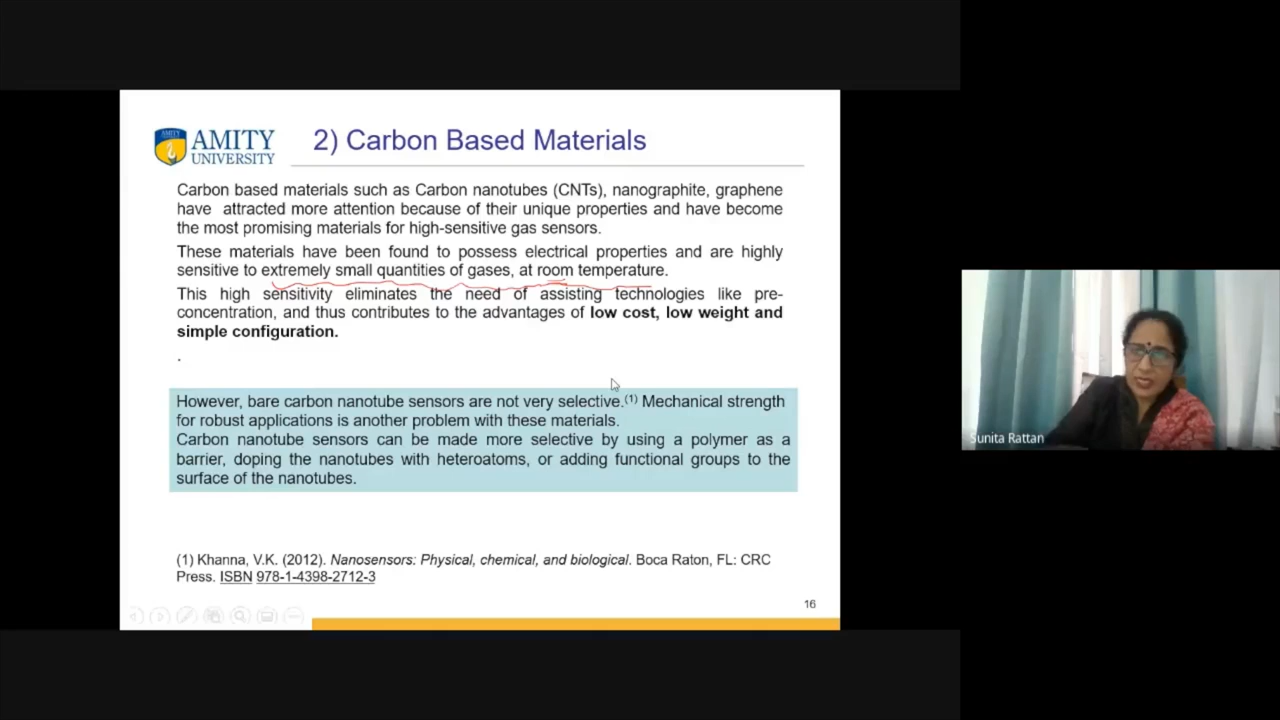 AMITY
UNIVERSITY
2) Carbon Based Materials
Carbon based materials such as Carbon nanotubes (CNTs), nanographite, graphene
have attracted more attention because of their unique properties and have become
the most promising materials for high-sensitive gas sensors.
These materials have been found to possess electrical properties and are highly
sensitive to extremely small quantities of gases, at room temperature.
This high sensitivity eliminates the need of assisting technologies like pre-
concentration, and thus contributes to the advantages of low cost, low weight and
simple configuration.
.
However, bare carbon nanotube sensors are not very selective.(1) Mechanical strength
for robust applications is another problem with these materials.
Carbon nanotube sensors can be made more selective by using a polymer as a
barrier, doping the nanotubes with heteroatoms, or adding functional groups to the
surface of the nanotubes.
(1) Khanna, V.K. (2012). Nanosensors: Physical, chemical, and biological. Boca Raton, FL: CRC
Press. ISBN 978-1-4398-2712-3
16
Sunita Rattan